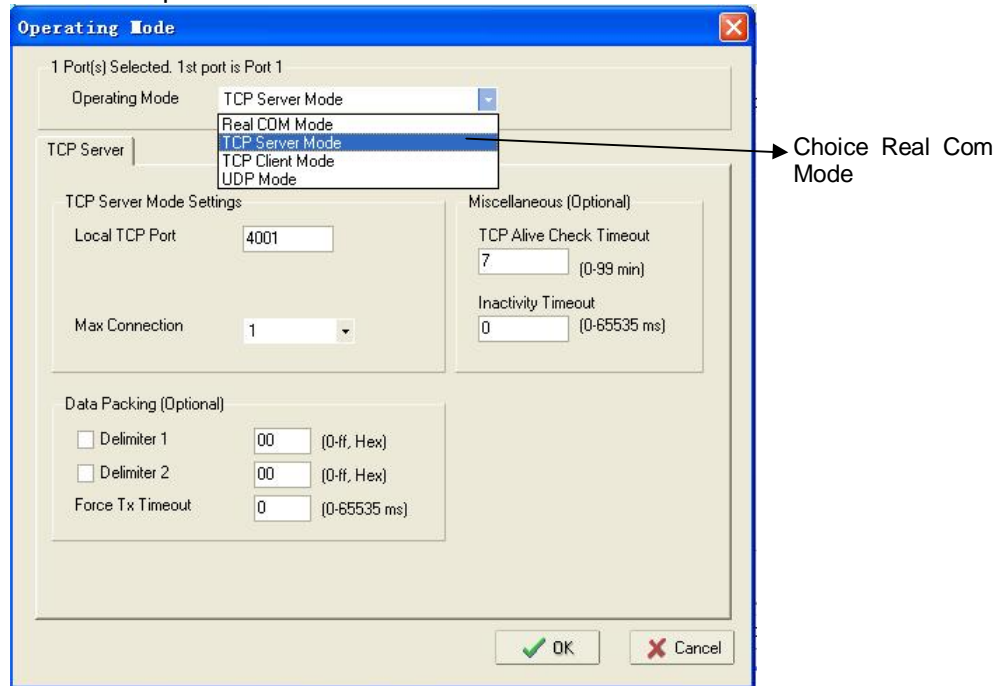 Operating Mode
1 Port(s) Selected. 1st port is Port 1
Operating Mode
TCP Server Mode
Real COM Mode
TCP Server Mode
TCP Client Mode
UDP Mode
Choice Real Com
Mode
TCP Server
TCP Server Mode Settings
Local TCP Port
4001
Max Connection
1
Miscellaneous (Optional)
TCP Alive Check Timeout
7
(0-99 min)
Inactivity Timeout
0
(0-65535 ms)
Data Packing (Optional)
Delimiter 1
00
(0-ff, Hex)
Delimiter 2
00
(0-ff, Hex)
Force Tx Timeout
0
(0-65535 ms)
OK
Cancel